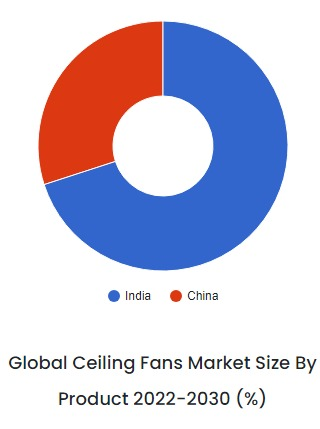 India China
Global Ceiling Fans Market Size By
Product 2022-2030 (%)